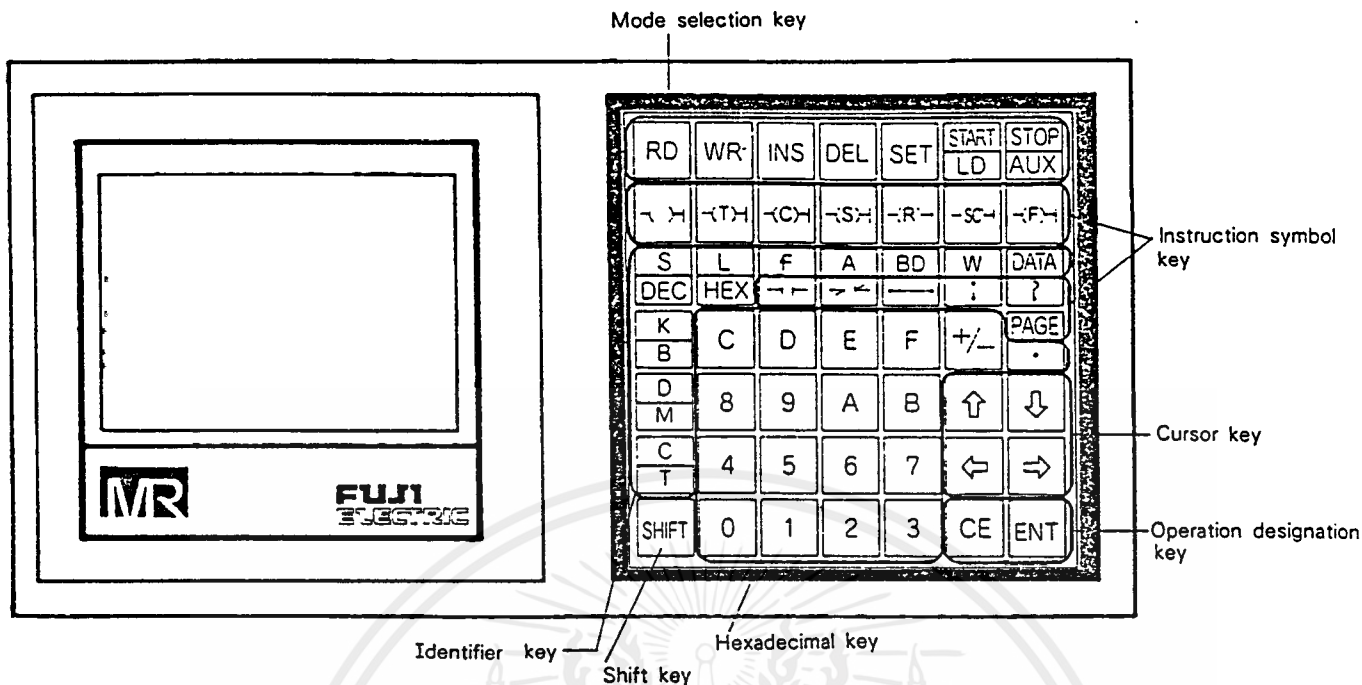 Mode selection key
RD WR INS DEL SET START LD STOP AUX
-( )- -(T)- -(C)- -(S)- -(R)- -SC- -(F)-
S L F A BD W DATA
DEC HEX
K B C D E F +/- PAGE .
D M 8 9 A B ⇧ ⇩
C T 4 5 6 7 ⇦ ⇨
SHIFT 0 1 2 3 CE ENT
Instruction symbol
key
Cursor key
Operation designation
key
MR
FUJI
ELECTRIC
Identifier key
Hexadecimal key
Shift key